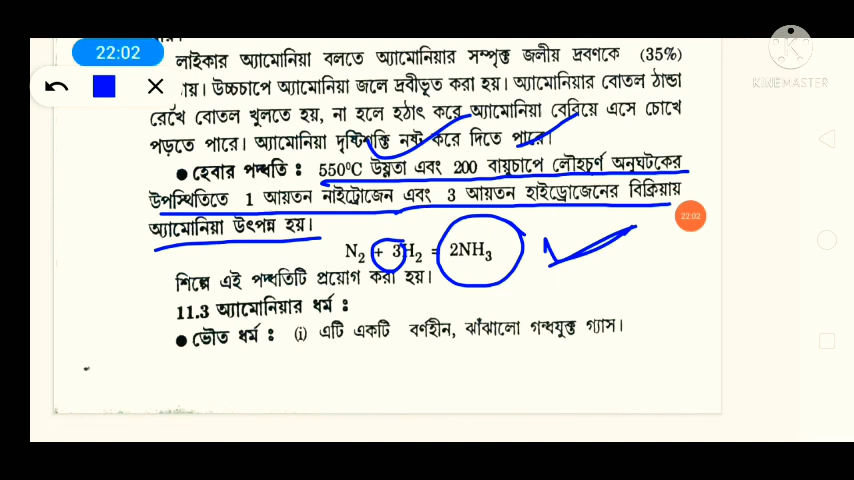 22:02
লাইকার অ্যামোনিয়া বলতে অ্যামোনিয়ার সম্পৃক্ত জলীয় দ্রবণকে (35%)
ায়। উচ্চচাপে অ্যামোনিয়া জলে দ্রবীভূত করা হয়। অ্যামোনিয়ার বোতল ঠান্ডা
রেখে বোতল খুলতে হয়, না হলে হঠাৎ করে অ্যামোনিয়া বেরিয়ে এসে চোখে
পড়তে পারে। অ্যামোনিয়া দৃষ্টিশক্তি নষ্ট করে দিতে পারে।
● হেবার পদ্ধতি : 550°C উষ্ণতা এবং 200 বায়ুচাপে লৌহচূর্ণ অনুঘটকের
উপস্থিতিতে 1 আয়তন নাইট্রোজেন এবং 3 আয়তন হাইড্রোজেনের বিক্রিয়ায়
অ্যামোনিয়া উৎপন্ন হয়।
N₂ + 3H₂ = 2NH₃
শিল্পে এই পদ্ধতিটি প্রয়োগ করা হয়।
11.3 অ্যামোনিয়ার ধর্ম :
● ভৌত ধর্ম : (i) এটি একটি বর্ণহীন, ঝাঁঝালো গন্ধযুক্ত গ্যাস।
22:02
KINEMASTER